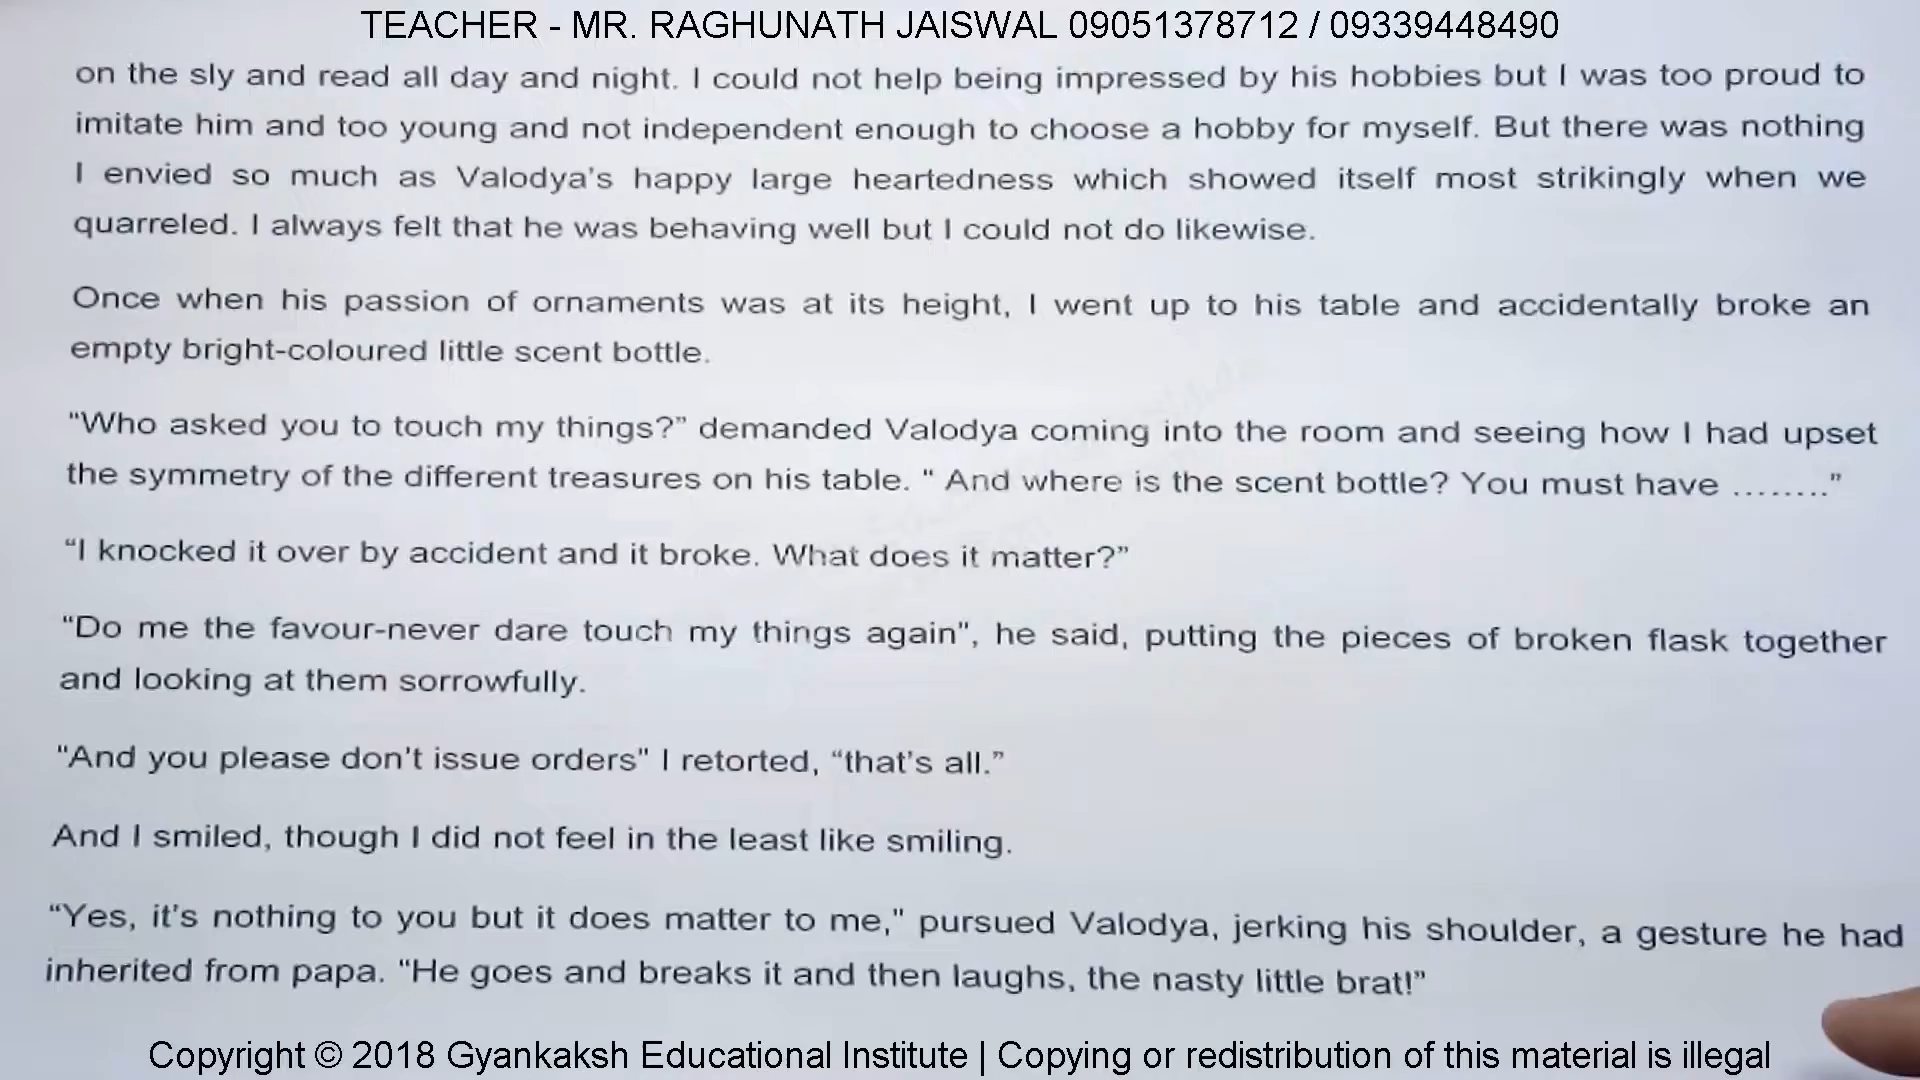 TEACHER - MR. RAGHUNATH JAISWAL 09051378712 / 09339448490
on the sly and read all day and night. I could not help being impressed by his hobbies but I was too proud to
imitate him and too young and not independent enough to choose a hobby for myself. But there was nothing
I envied so much as Valodya's happy large heartedness which showed itself most strikingly when we
quarreled. I always felt that he was behaving well but I could not do likewise.
Once when his passion of ornaments was at its height, I went up to his table and accidentally broke an
empty bright-coloured little scent bottle.
"Who asked you to touch my things?” demanded Valodya coming into the room and seeing how I had upset
the symmetry of the different treasures on his table. " And where is the scent bottle? You must have ........”
“I knocked it over by accident and it broke. What does it matter?”
“Do me the favour-never dare touch my things again", he said, putting the pieces of broken flask together
and looking at them sorrowfully.
"And you please don't issue orders" I retorted, “that's all.”
And I smiled, though I did not feel in the least like smiling.
“Yes, it's nothing to you but it does matter to me," pursued Valodya, jerking his shoulder, a gesture he had
inherited from papa. “He goes and breaks it and then laughs, the nasty little brat!”
Copyright © 2018 Gyankaksh Educational Institute | Copying or redistribution of this material is illegal